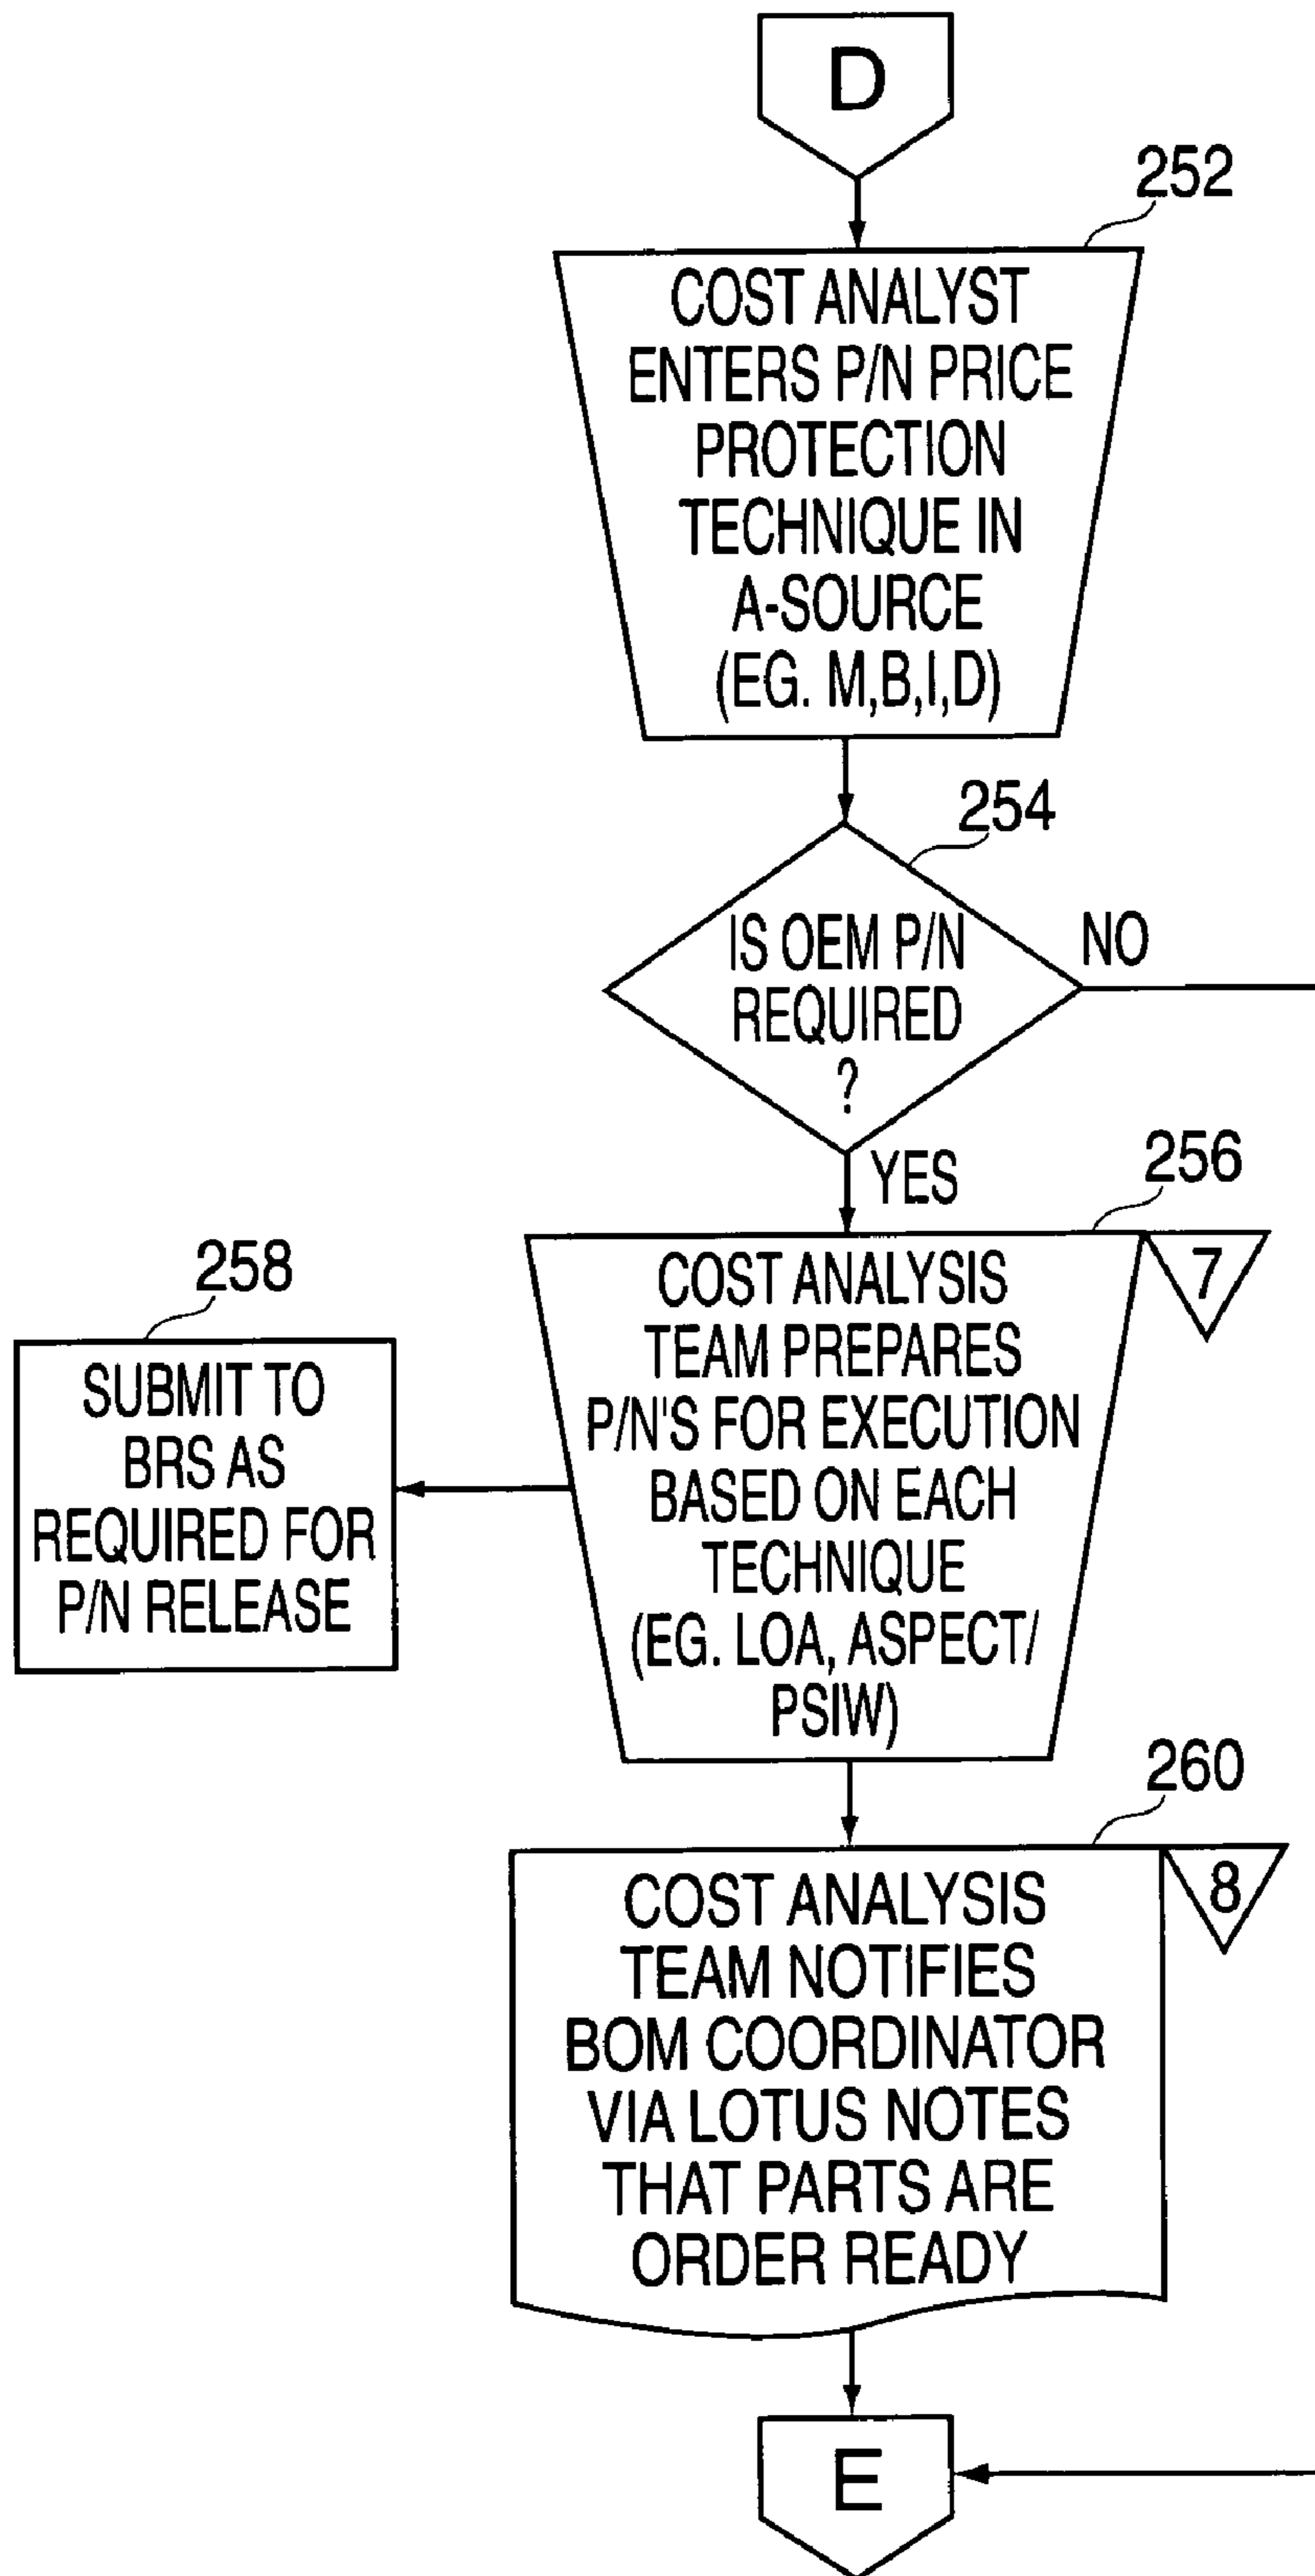 D
252
COST ANALYST
ENTERS P/N PRICE
PROTECTION
TECHNIQUE IN
A-SOURCE
(EG. M,B,I,D)
254
IS OEM P/N
REQUIRED
?
NO
YES
256
7
COST ANALYSIS
TEAM PREPARES
P/N'S FOR EXECUTION
BASED ON EACH
TECHNIQUE
(EG. LOA, ASPECT/
PSIW)
258
SUBMIT TO
BRS AS
REQUIRED FOR
P/N RELEASE
260
8
COST ANALYSIS
TEAM NOTIFIES
BOM COORDINATOR
VIA LOTUS NOTES
THAT PARTS ARE
ORDER READY
E